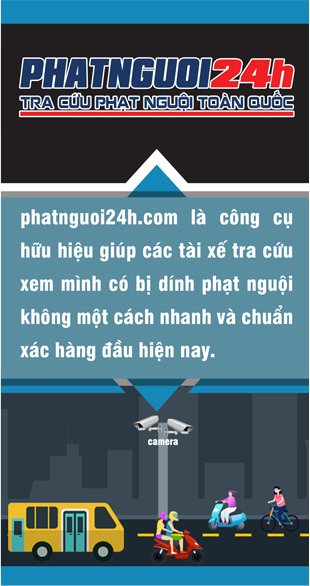 PHATNGUOI24h
TRA CỨU PHẠT NGUỘI TOÀN QUỐC
phatnguoi24h.com là công cụ
hữu hiệu giúp các tài xế tra cứu
xem mình có bị dính phạt nguội
không một cách nhanh và chuẩn
xác hàng đầu hiện nay.
camera